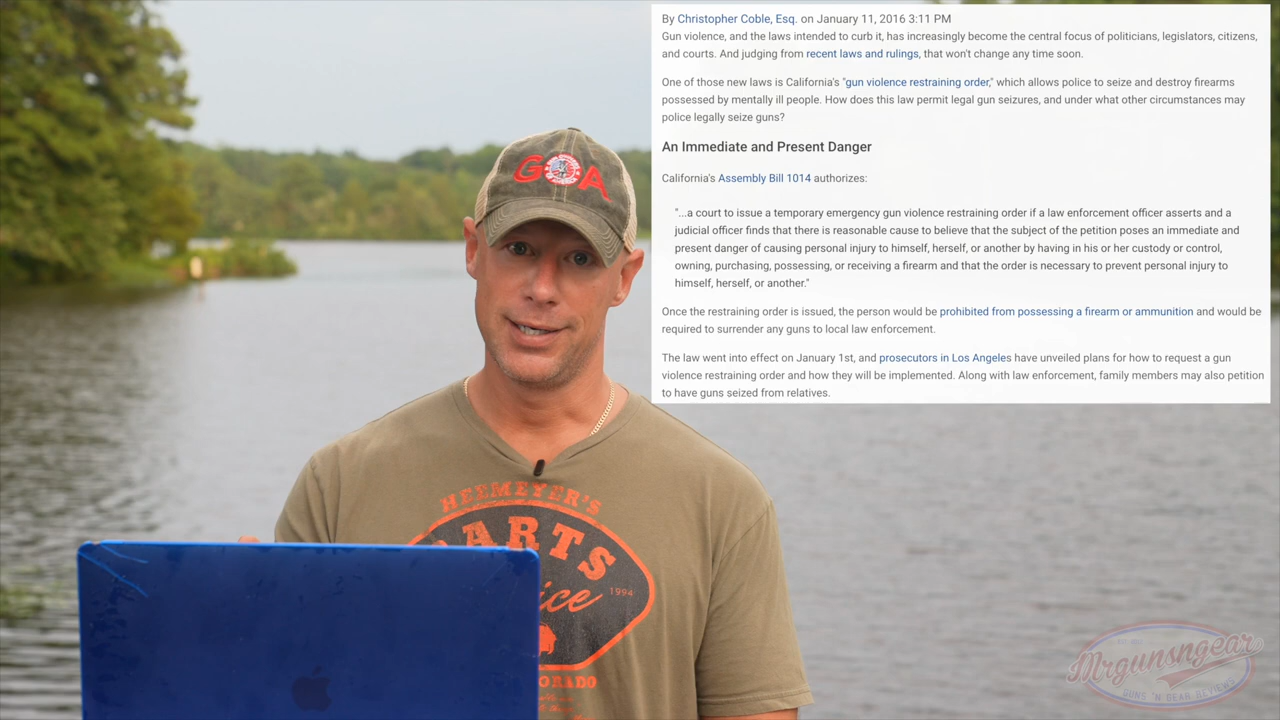 By Christopher Coble, Esq. on January 11, 2016 3:11 PM
Gun violence, and the laws intended to curb it, has increasingly become the central focus of politicians, legislators, citizens,
and courts. And judging from recent laws and rulings, that won't change any time soon.
One of those new laws is California's "gun violence restraining order," which allows police to seize and destroy firearms
possessed by mentally ill people. How does this law permit legal gun seizures, and under what other circumstances may
police legally seize guns?
An Immediate and Present Danger
California's Assembly Bill 1014 authorizes:
"...a court to issue a temporary emergency gun violence restraining order if a law enforcement officer asserts and a
judicial officer finds that there is reasonable cause to believe that the subject of the petition poses an immediate and
present danger of causing personal injury to himself, herself, or another by having in his or her custody or control,
owning, purchasing, possessing, or receiving a firearm and that the order is necessary to prevent personal injury to
himself, herself, or another."
Once the restraining order is issued, the person would be prohibited from possessing a firearm or ammunition and would be
required to surrender any guns to local law enforcement.
The law went into effect on January 1st, and prosecutors in Los Angeles have unveiled plans for how to request a gun
violence restraining order and how they will be implemented. Along with law enforcement, family members may also petition
to have guns seized from relatives.
GOA
HEEMEYER'S
PARTS
ice
1994
ORADO
Mrgunsngear
GUNS 'N GEAR REVIEWS